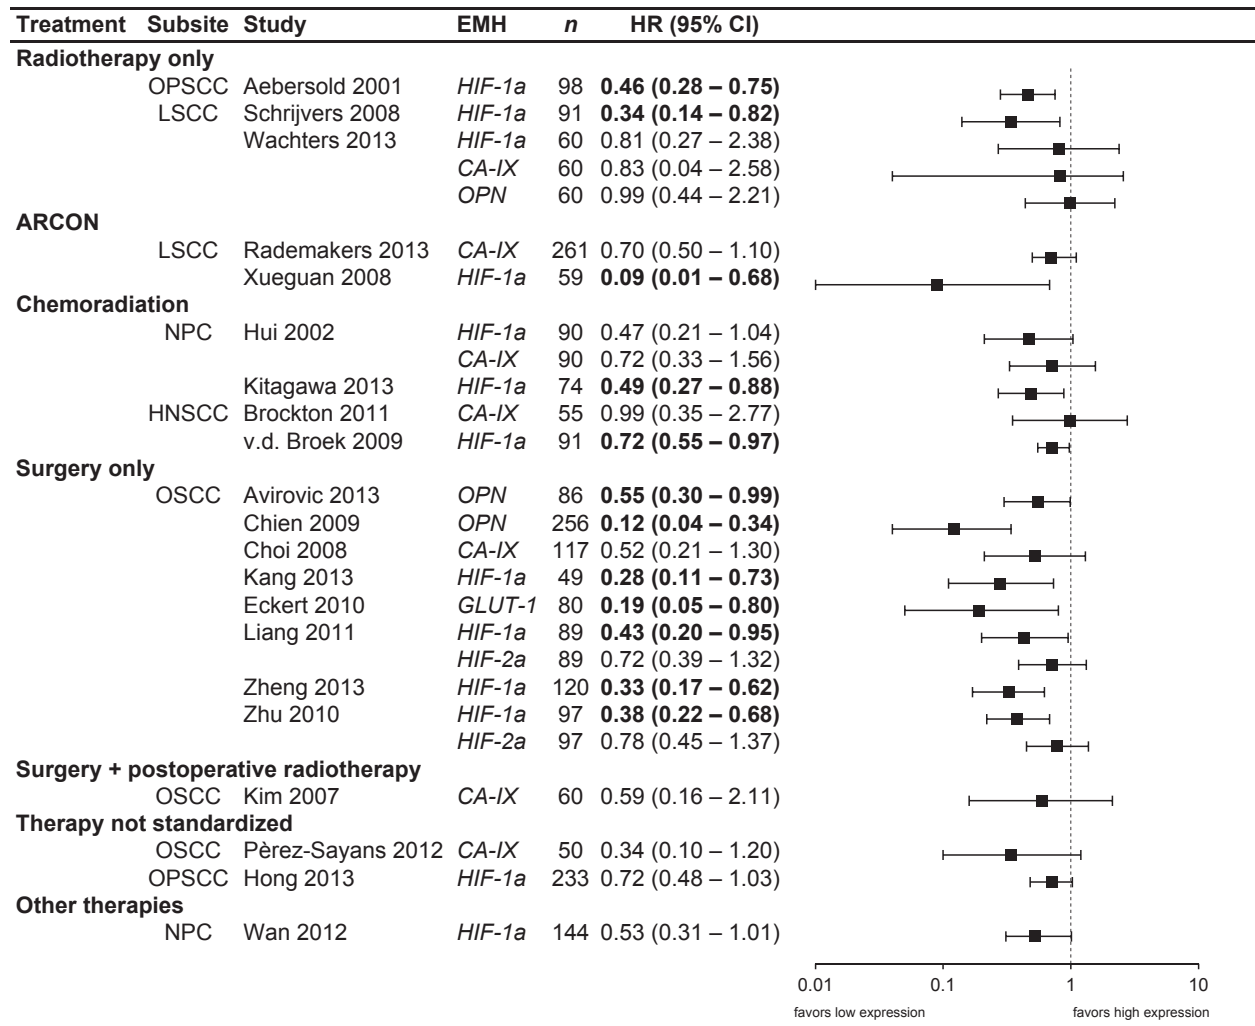 Treatment Subsite Study EMH n HR (95% CI)
Radiotherapy only
OPSCC Aebersold 2001 HIF-1a 98 0.46 (0.28 – 0.75)
LSCC Schrijvers 2008 HIF-1a 91 0.34 (0.14 – 0.82)
Wachters 2013 HIF-1a 60 0.81 (0.27 – 2.38)
CA-IX 60 0.83 (0.04 – 2.58)
OPN 60 0.99 (0.44 – 2.21)
ARCON
LSCC Rademakers 2013 CA-IX 261 0.70 (0.50 – 1.10)
Xueguan 2008 HIF-1a 59 0.09 (0.01 – 0.68)
Chemoradiation
NPC Hui 2002 HIF-1a 90 0.47 (0.21 – 1.04)
CA-IX 90 0.72 (0.33 – 1.56)
Kitagawa 2013 HIF-1a 74 0.49 (0.27 – 0.88)
HNSCC Brockton 2011 CA-IX 55 0.99 (0.35 – 2.77)
v.d. Broek 2009 HIF-1a 91 0.72 (0.55 – 0.97)
Surgery only
OSCC Avirovic 2013 OPN 86 0.55 (0.30 – 0.99)
Chien 2009 OPN 256 0.12 (0.04 – 0.34)
Choi 2008 CA-IX 117 0.52 (0.21 – 1.30)
Kang 2013 HIF-1a 49 0.28 (0.11 – 0.73)
Eckert 2010 GLUT-1 80 0.19 (0.05 – 0.80)
Liang 2011 HIF-1a 89 0.43 (0.20 – 0.95)
HIF-2a 89 0.72 (0.39 – 1.32)
Zheng 2013 HIF-1a 120 0.33 (0.17 – 0.62)
Zhu 2010 HIF-1a 97 0.38 (0.22 – 0.68)
HIF-2a 97 0.78 (0.45 – 1.37)
Surgery + postoperative radiotherapy
OSCC Kim 2007 CA-IX 60 0.59 (0.16 – 2.11)
Therapy not standardized
OSCC Pèrez-Sayans 2012 CA-IX 50 0.34 (0.10 – 1.20)
OPSCC Hong 2013 HIF-1a 233 0.72 (0.48 – 1.03)
Other therapies
NPC Wan 2012 HIF-1a 144 0.53 (0.31 – 1.01)
0.01 0.1 1 10
favors low expression favors high expression